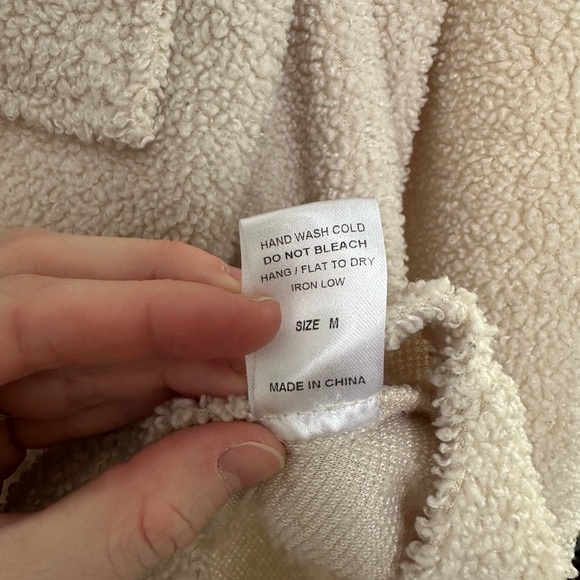 HAND WASH COLD
DO NOT BLEACH
HANG / FLAT TO DRY
IRON LOW
SIZE M
MADE IN CHINA